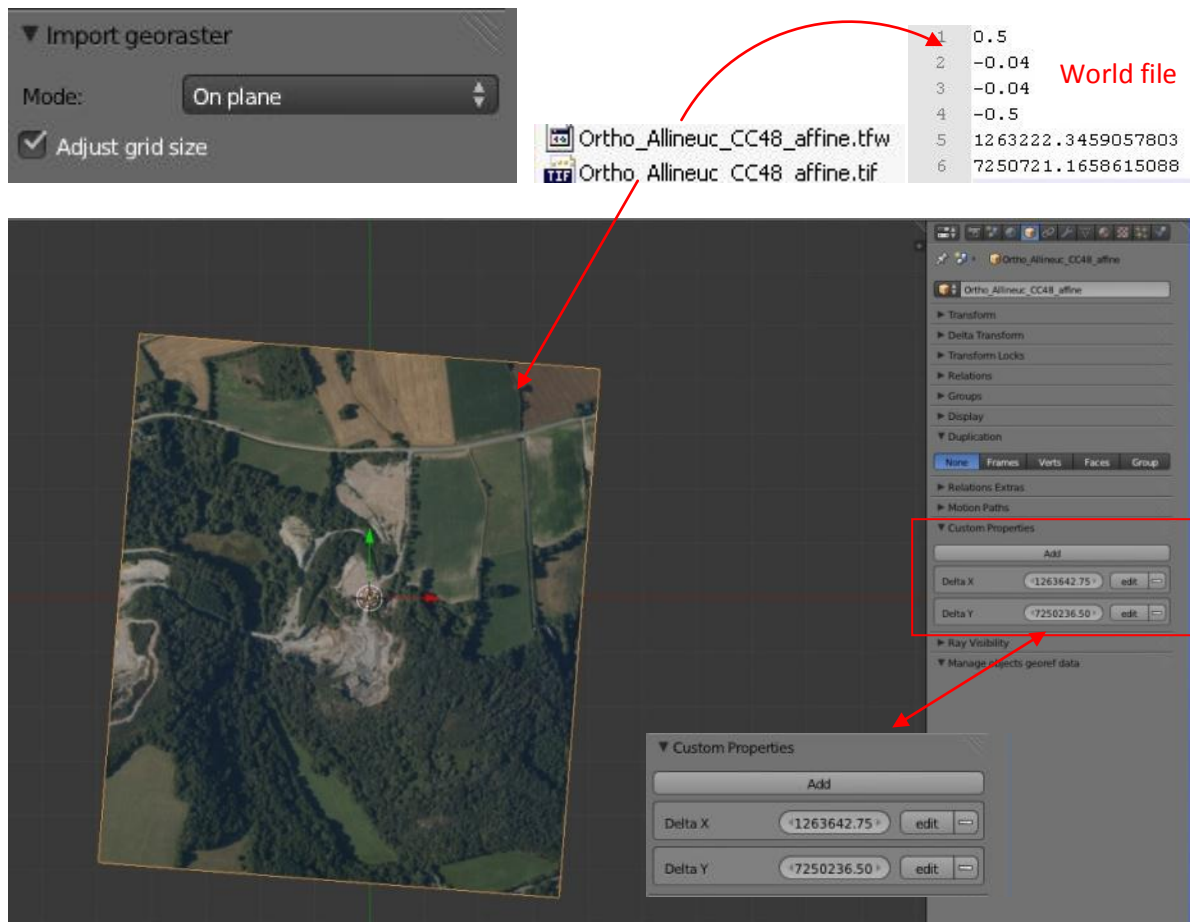 Import georaster
Mode: On plane
Adjust grid size
Ortho_Allineuc_CC48_affine.tfw
Ortho_Allineuc_CC48_affine.tif
1 0.5
2 -0.04
3 -0.04
4 -0.5
5 1263222.3459057803
6 7250721.1658615088
World file
Ortho_Allineuc_CC48_affine
Ortho_Allineuc_CC48_affine
Transform
Delta Transform
Transform Locks
Relations
Groups
Display
Duplication
None Frames Verts Faces Group
Relations Extras
Motion Paths
Custom Properties
Add
Delta X 1263642.75 edit
Delta Y 7250236.50 edit
Ray Visibility
Manage objects georef data
Custom Properties
Add
Delta X 1263642.75 edit
Delta Y 7250236.50 edit